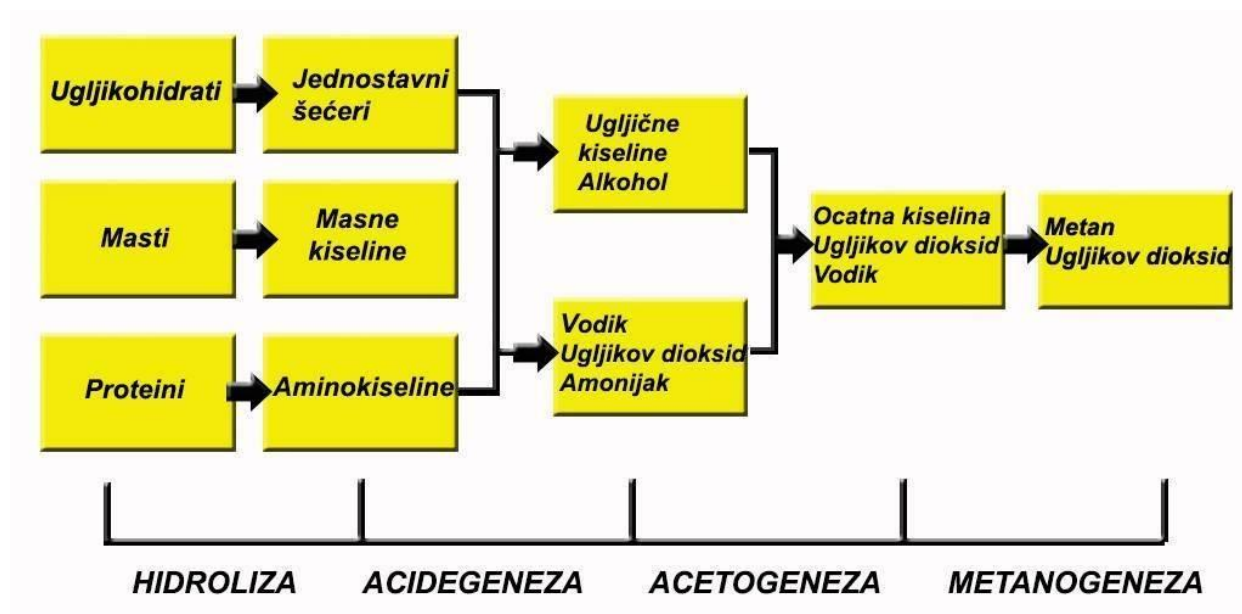 Ugljikohidrati
Jednostavni
šećeri
Masti
Masne
kiseline
Proteini
Aminokiseline
Ugljične
kiseline
Alkohol
Vodik
Ugljikov dioksid
Amonijak
Ocatna kiselina
Ugljikov dioksid
Vodik
Metan
Ugljikov dioksid
HIDROLIZA
ACIDEGENEZA
ACETOGENEZA
METANOGENEZA